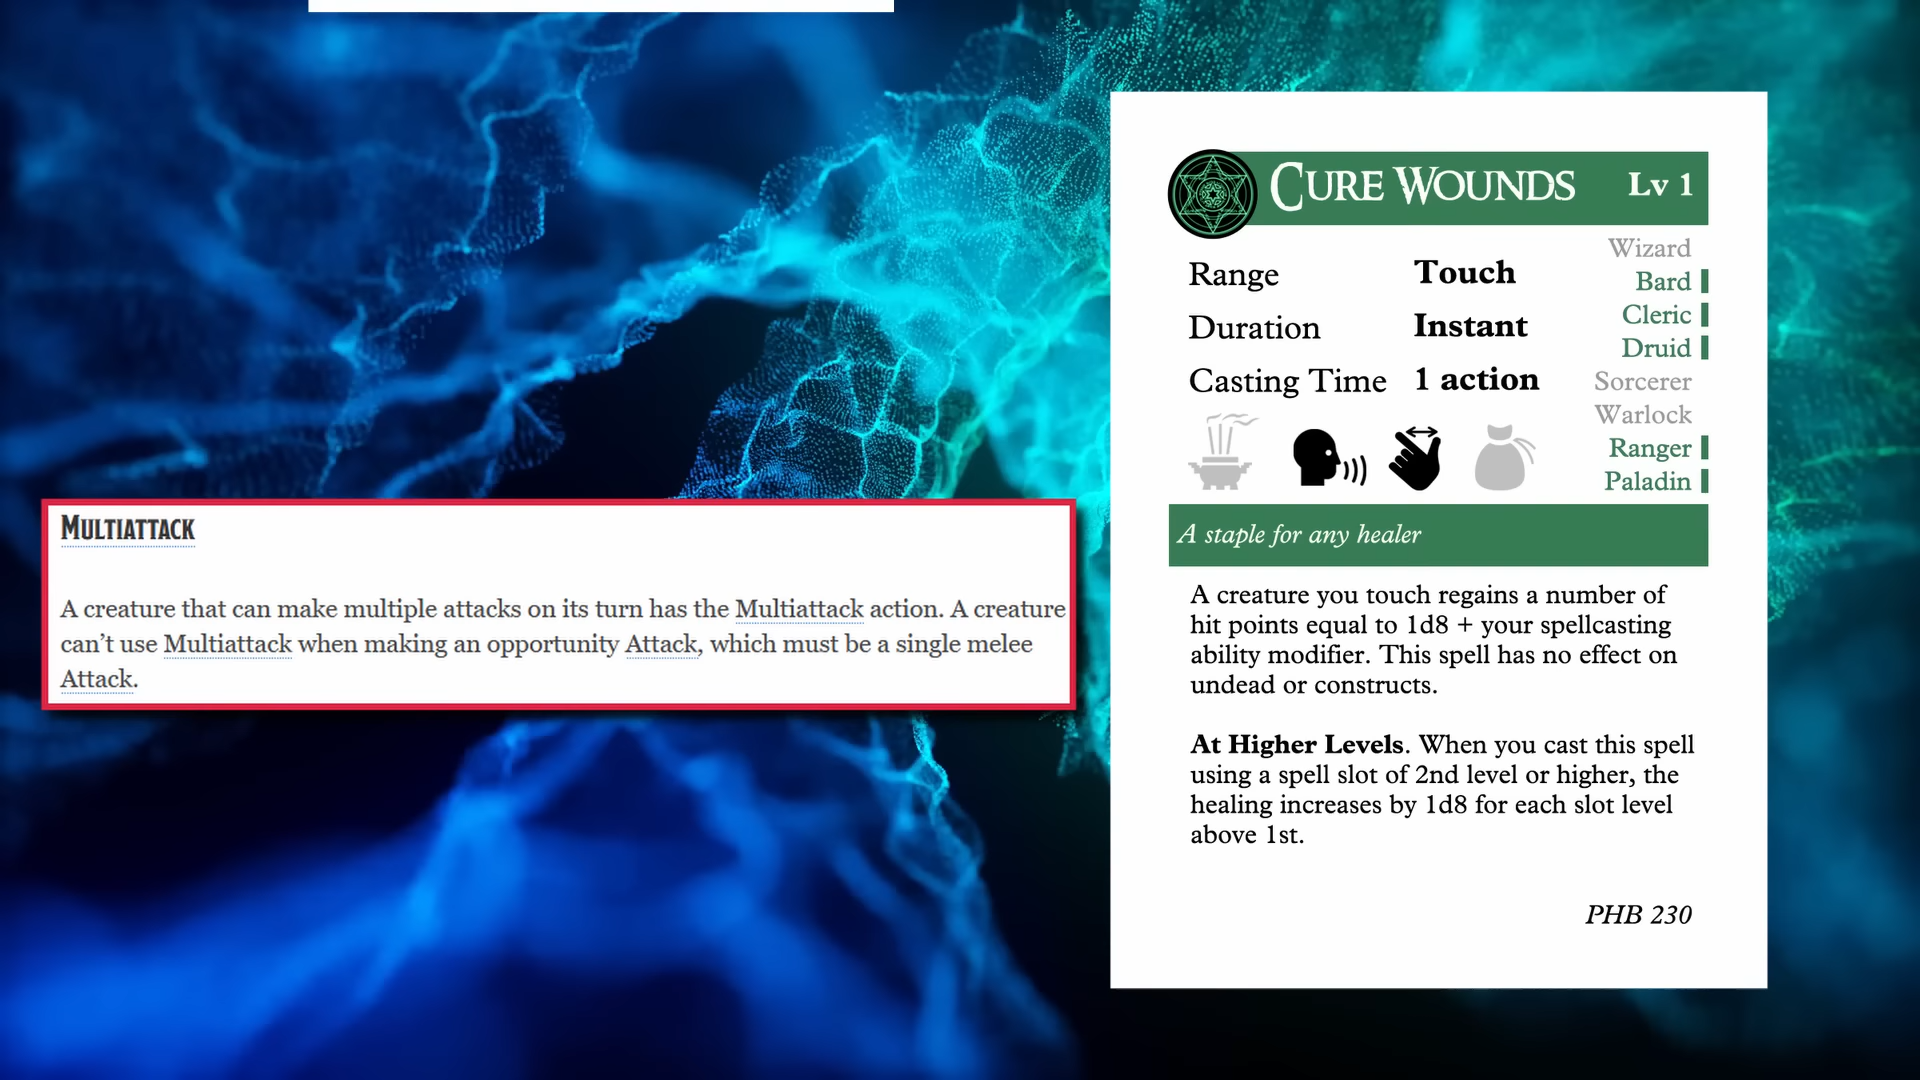 MULTIATTACK
A creature that can make multiple attacks on its turn has the Multiattack action. A creature
can’t use Multiattack when making an opportunity Attack, which must be a single melee
Attack.
CURE WOUNDS Lv 1
Range Touch
Duration Instant
Casting Time 1 action
Wizard
Bard
Cleric
Druid
Sorcerer
Warlock
Ranger
Paladin
A staple for any healer
A creature you touch regains a number of
hit points equal to 1d8 + your spellcasting
ability modifier. This spell has no effect on
undead or constructs.
At Higher Levels. When you cast this spell
using a spell slot of 2nd level or higher, the
healing increases by 1d8 for each slot level
above 1st.
PHB 230